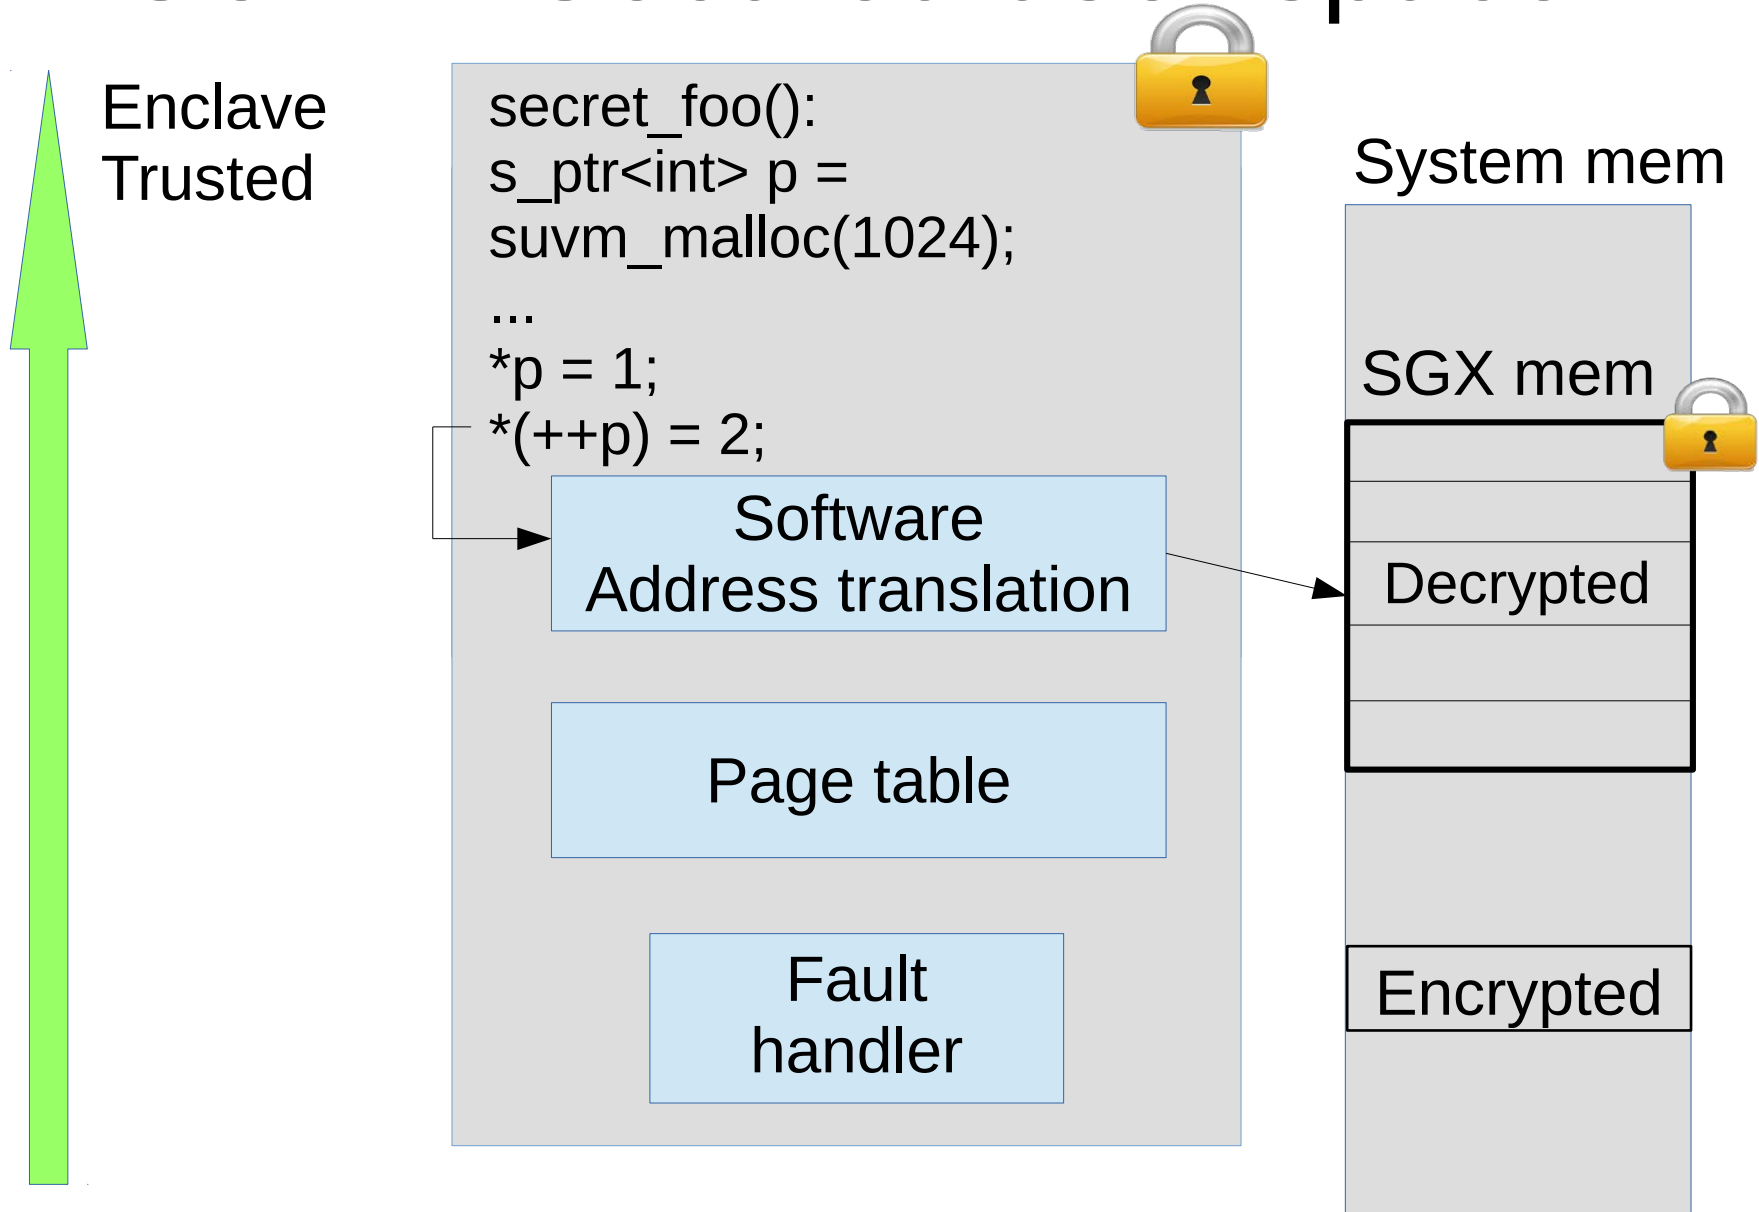 Enclave
Trusted
secret_foo():
s_ptr<int> p =
suvm_malloc(1024);
...
*p = 1;
*(++p) = 2;
Software
Address translation
Page table
Fault
handler
System mem
SGX mem
Decrypted
Encrypted